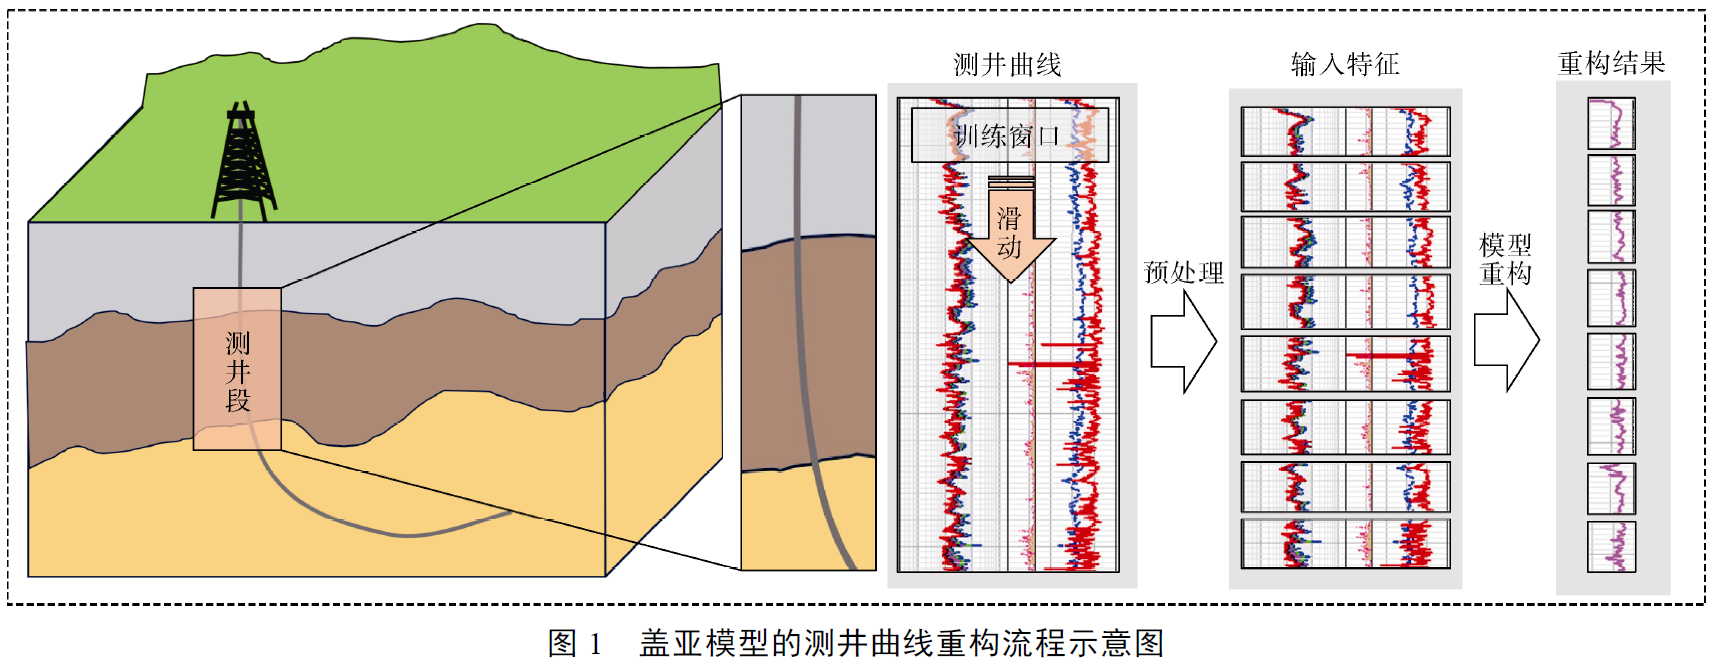 测井曲线
输入特征
重构结果
训练窗口
滑动
测井段
预处理
模型
重构
图 1 盖亚模型的测井曲线重构流程示意图